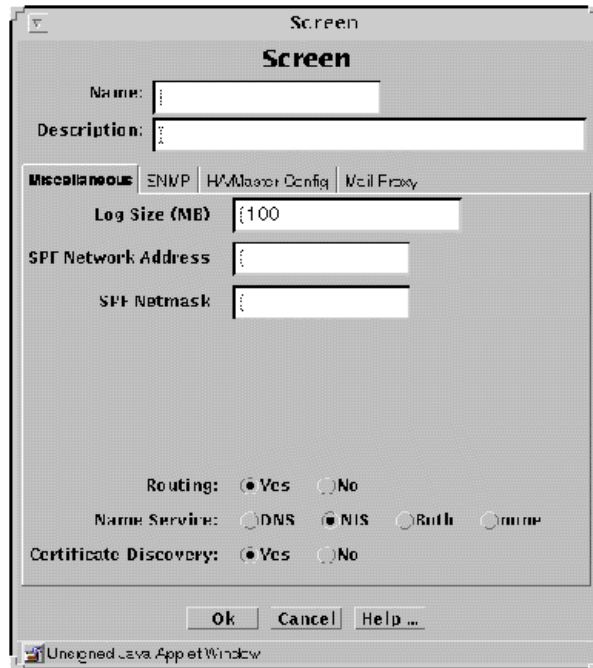 Screen
Screen
Name:
Description:
Miscellaneous SNMP HA/Master Config Mail Proxy
Log Size (MB) 100
SPF Network Address
SPF Netmask
Routing: Yes No
Name Service: DNS NIS Both none
Certificate Discovery: Yes No
Ok Cancel Help ...
Unsigned Java Applet Window